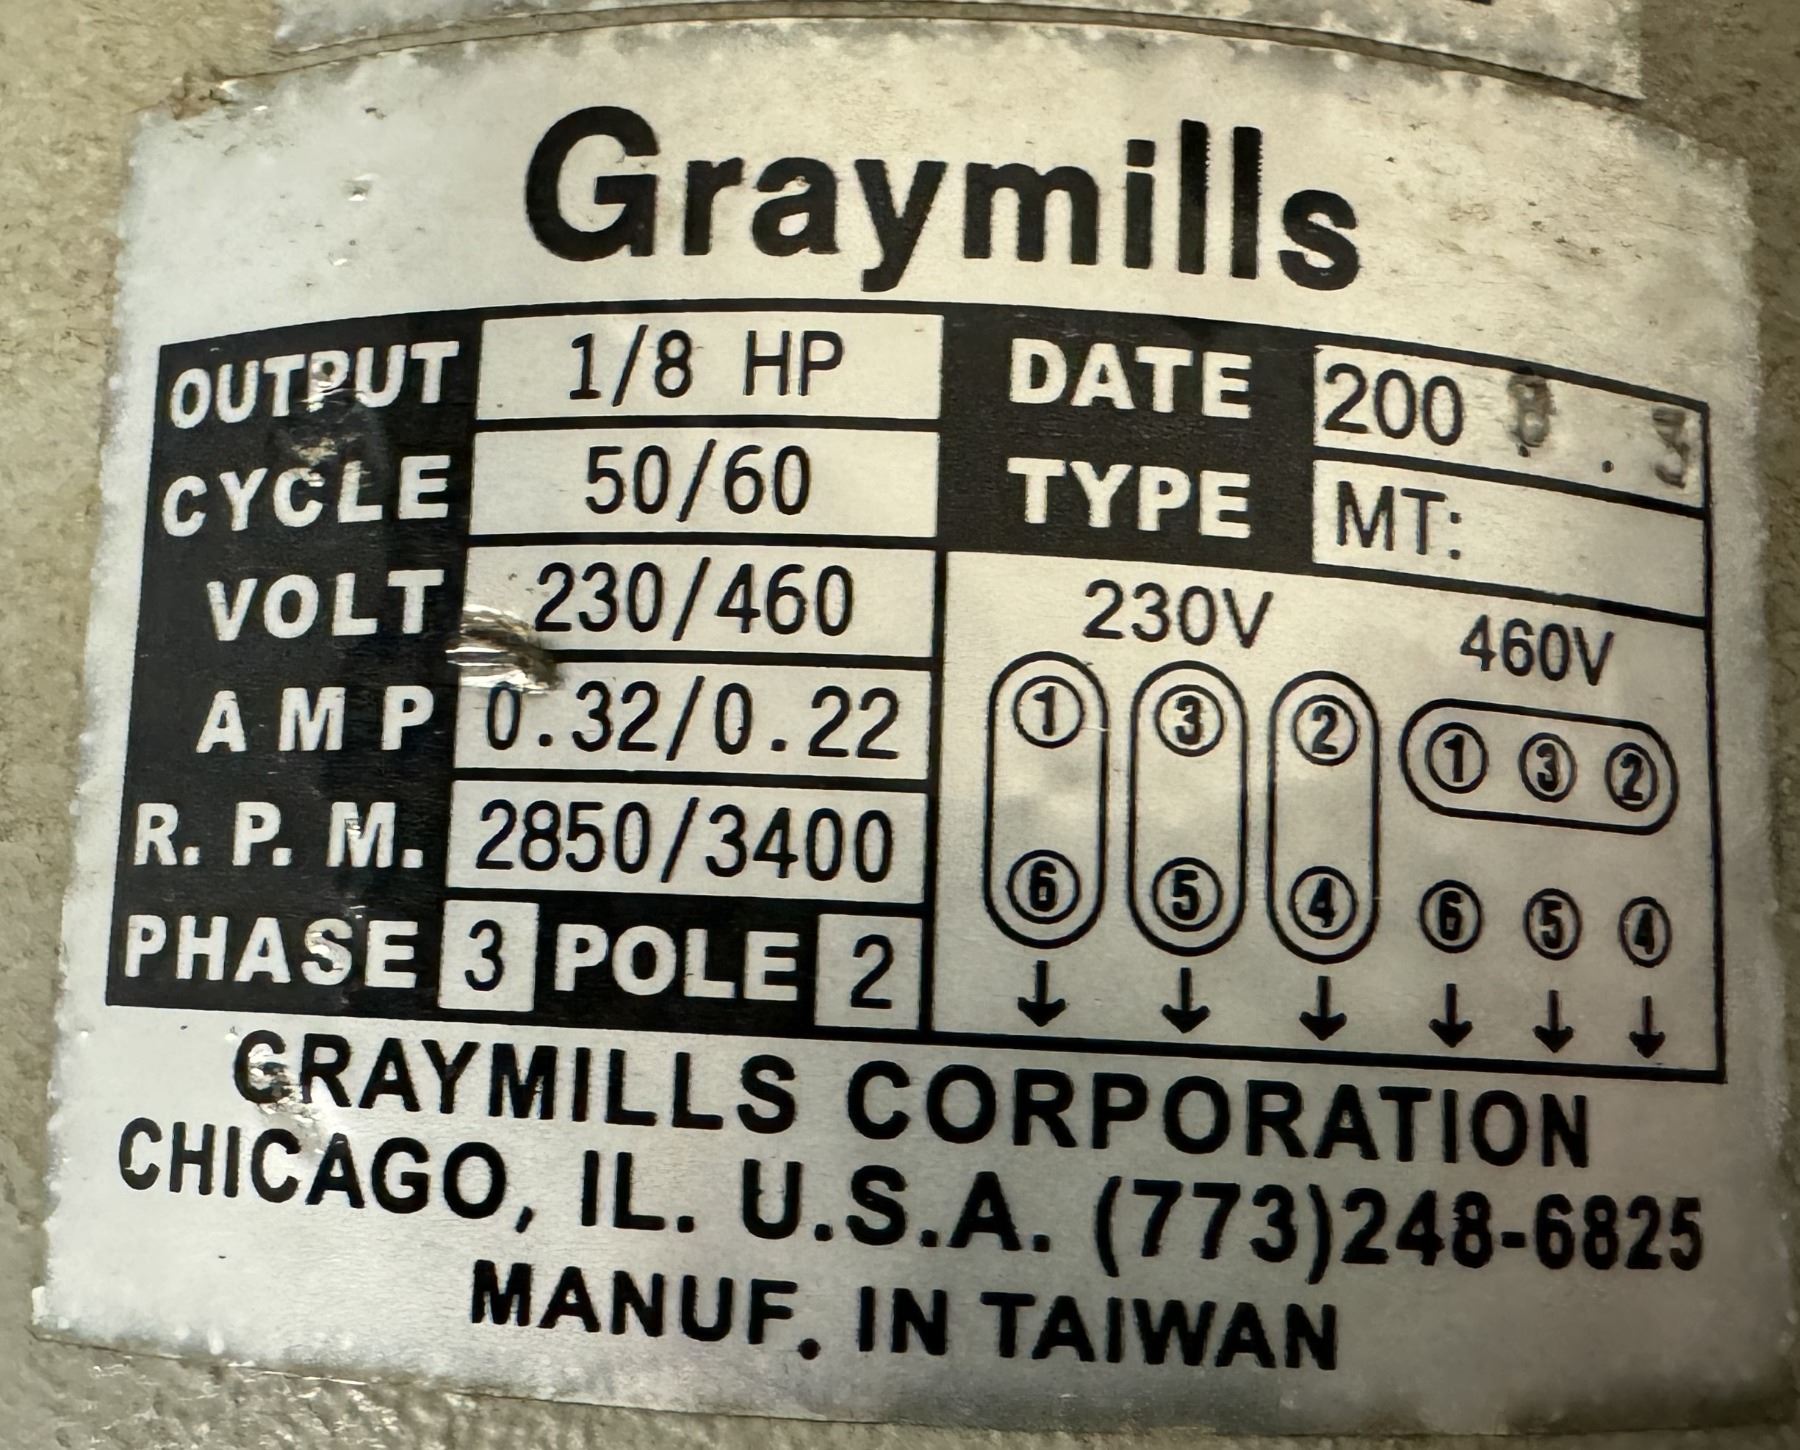 Graymills
OUTPUT 1/8 HP DATE 200 8 .
CYCLE 50/60 TYPE MT:
VOLT 230/460
AMP 0.32/0.22
R.P.M. 2850/3400
PHASE 3 POLE 2
230V 460V
① ③ ② ① ③ ②
⑥ ⑤ ④ ⑥ ⑤ ④
↓ ↓ ↓ ↓ ↓ ↓
GRAYMILLS CORPORATION
CHICAGO, IL. U.S.A. (773)248-6825
MANUF. IN TAIWAN